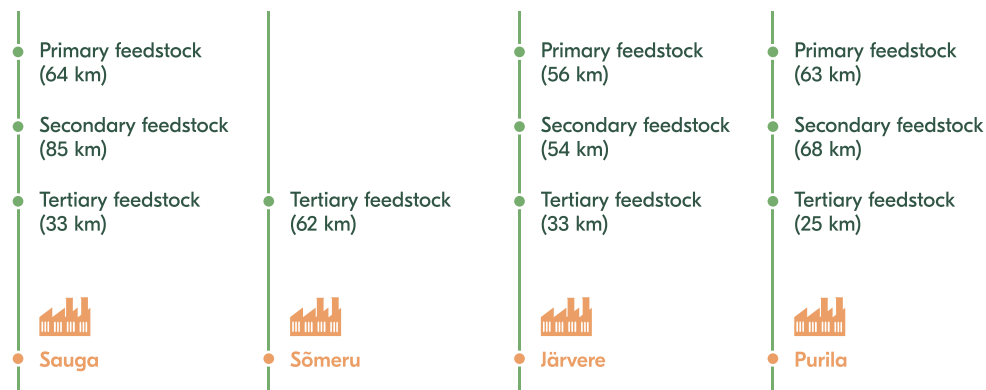 Primary feedstock
(64 km)
Secondary feedstock
(85 km)
Tertiary feedstock
(33 km)
Sauga
Tertiary feedstock
(62 km)
Sõmeru
Primary feedstock
(56 km)
Secondary feedstock
(54 km)
Tertiary feedstock
(33 km)
Järvere
Primary feedstock
(63 km)
Secondary feedstock
(68 km)
Tertiary feedstock
(25 km)
Purila